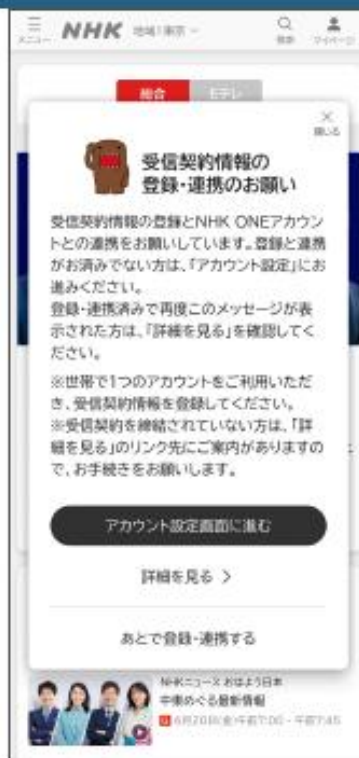 メニュー
NHK
地域：東京
検索
マイページ
総合
Eテレ
閉じる
受信契約情報の
登録・連携のお願い
受信契約情報の登録とNHK ONEアカウン
トとの連携をお願いしています。登録と連携
がお済みでない方は、「アカウント設定」にお
進みください。
登録・連携済みで再度このメッセージが表
示された方は、「詳細を見る」を確認してく
ださい。
※世帯で1つのアカウントをご利用いただ
き、受信契約情報を登録してください。
※受信契約を締結されていない方は、「詳
細を見る」のリンク先にご案内がありますの
で、お手続きをお願いします。
アカウント設定画面に進む
詳細を見る
あとで登録・連携する
NHKニュース おはよう日本
中東めぐる最新情報
6月20日(金)午前7:00 - 午前7:45